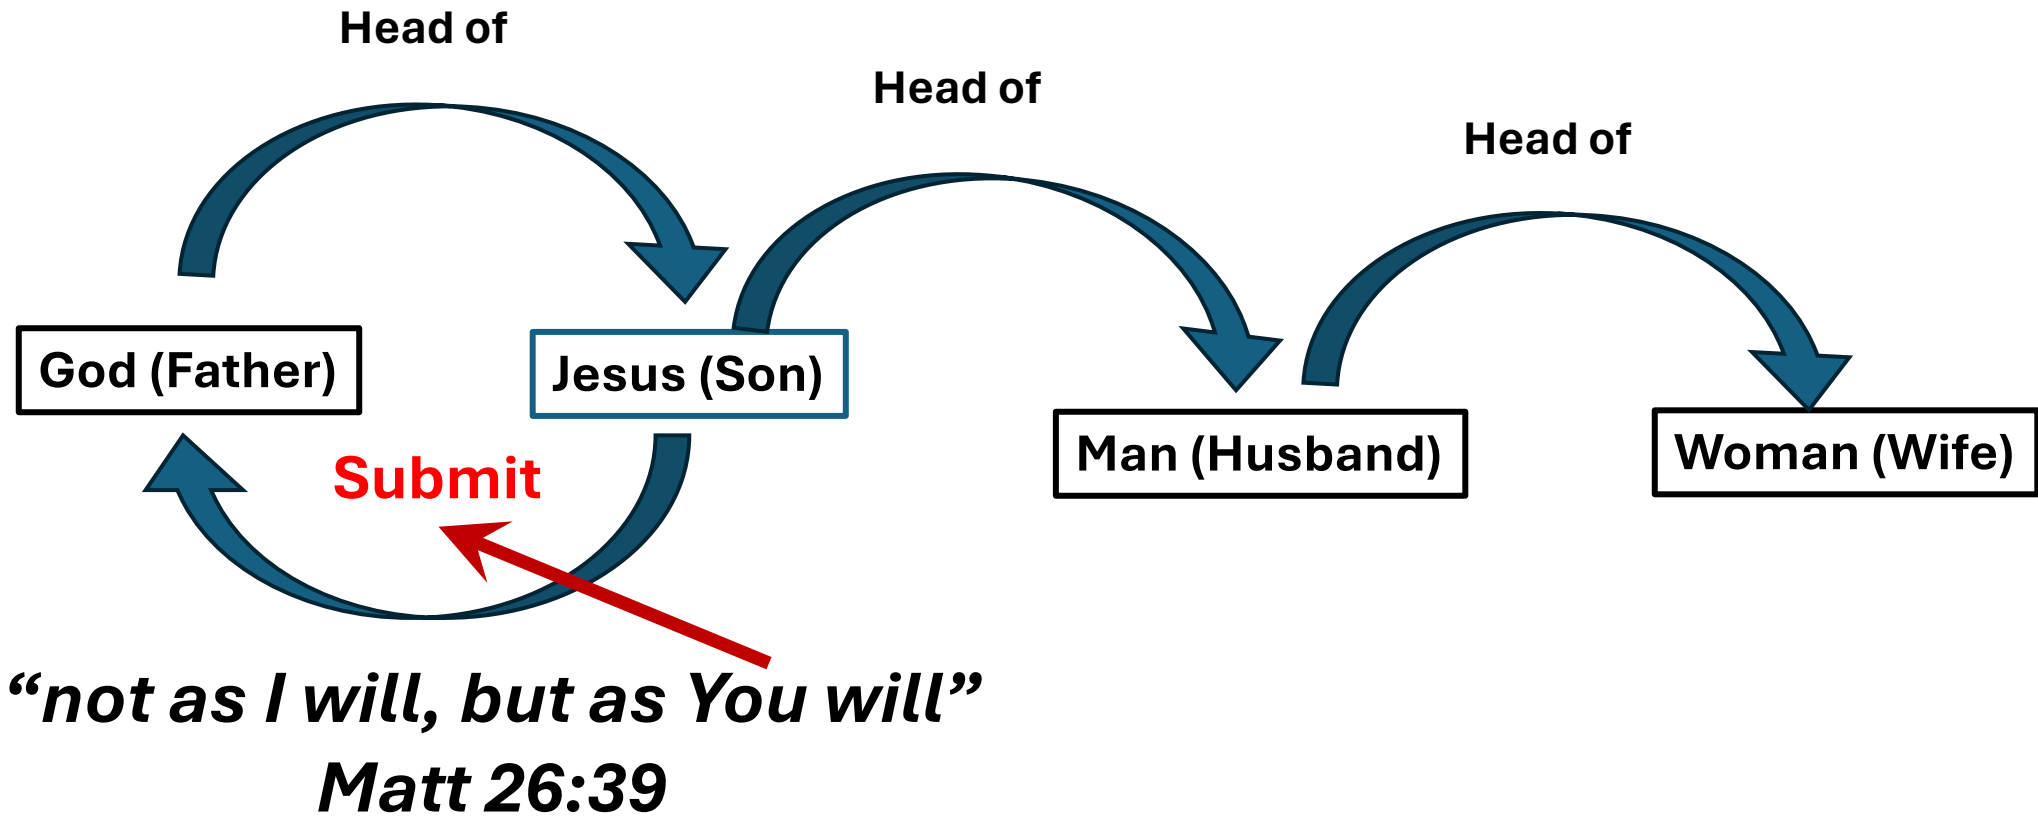 Head of
Head of
Head of
God (Father)
Jesus (Son)
Man (Husband)
Woman (Wife)
Submit
“not as I will, but as You will”
Matt 26:39